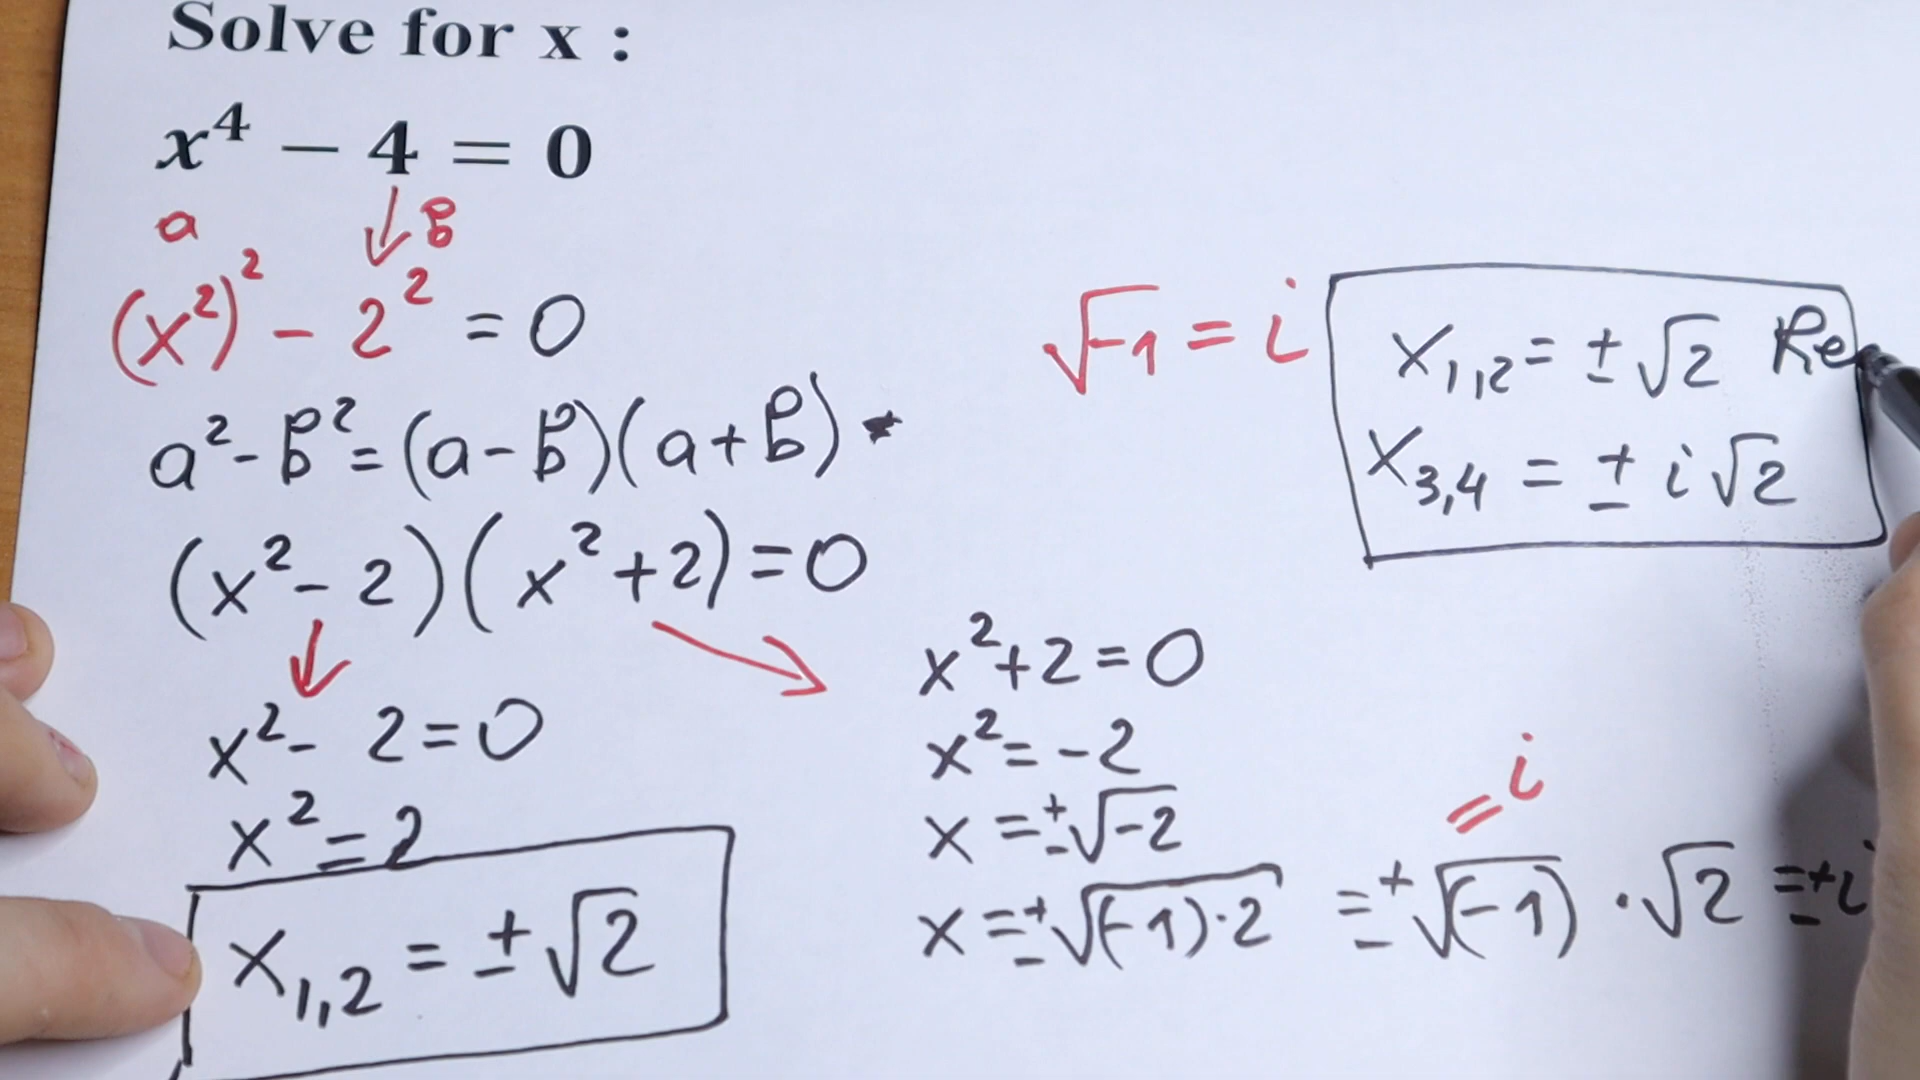 Solve for x :
x⁴ − 4 = 0
a b
(x²)² − 2² = 0
a² - b² = (a - b)(a + b)
(x² - 2)(x² + 2) = 0
x² - 2 = 0
x² = 2
x₁,₂ = ±√2
x² + 2 = 0
x² = -2
x = ±√-2
= i
x = ±√(-1)·2 = ±√(-1) · √2 = ± i
√-1 = i
x₁,₂ = ±√2 Re
x₃,₄ = ± i√2